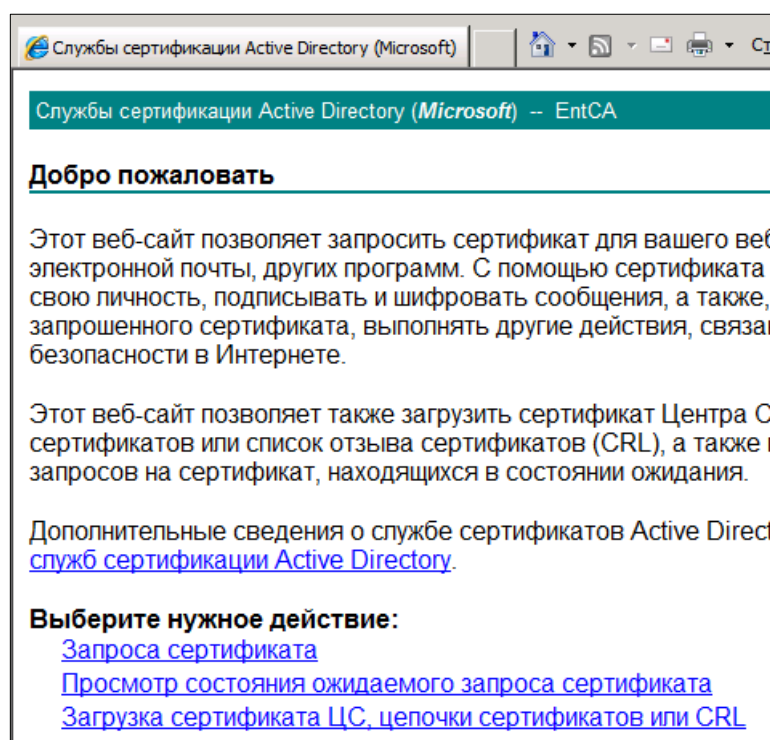 Службы сертификации Active Directory (Microsoft)
Службы сертификации Active Directory (Microsoft) -- EntCA
Добро пожаловать
Этот веб-сайт позволяет запросить сертификат для вашего
электронной почты, других программ. С помощью сертификата
свою личность, подписывать и шифровать сообщения, а также,
запрошенного сертификата, выполнять другие действия,
безопасности в Интернете.
Этот веб-сайт позволяет также загрузить сертификат Центра
сертификатов или список отзыва сертификатов (CRL), а также
запросов на сертификат, находящихся в состоянии ожидания.
Дополнительные сведения о службе сертификатов Active
служб сертификации Active Directory.
Выберите нужное действие:
Запроса сертификата
Просмотр состояния ожидаемого запроса сертификата
Загрузка сертификата ЦС, цепочки сертификатов или CRL